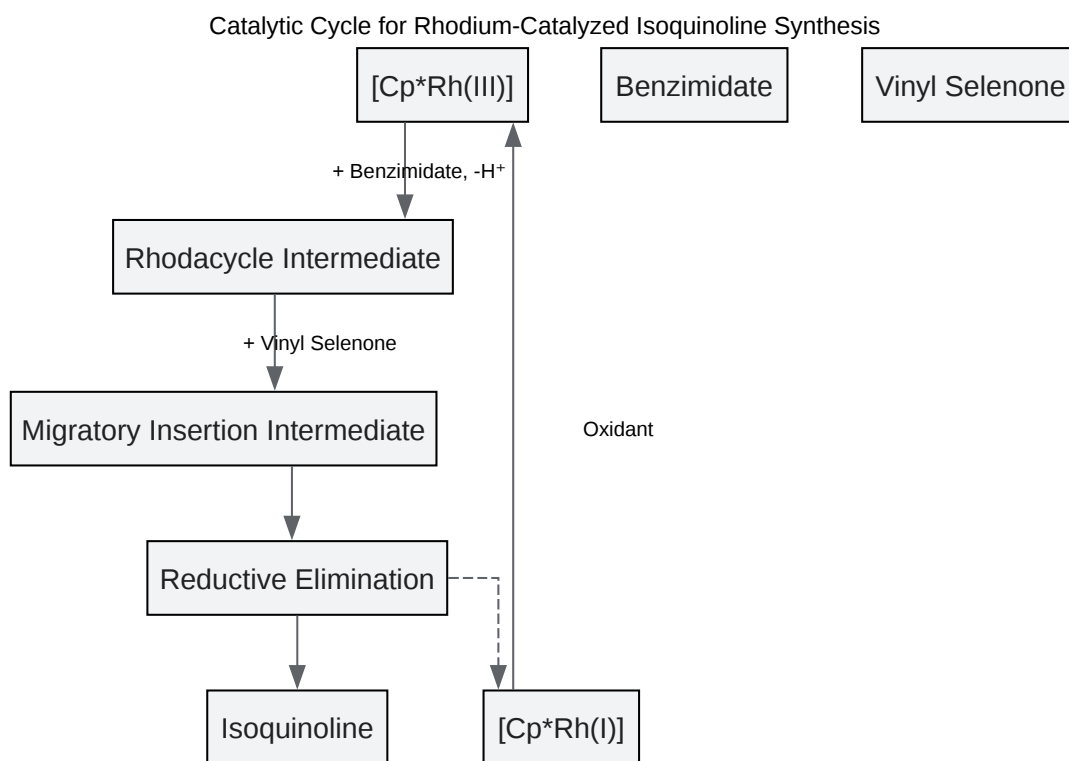 Catalytic Cycle for Rhodium-Catalyzed Isoquinoline Synthesis
[Cp*Rh(III)]
Benzimidate
Vinyl Selenone
+ Benzimidate, -H⁺
Rhodacycle Intermediate
+ Vinyl Selenone
Migratory Insertion Intermediate
Oxidant
Reductive Elimination
Isoquinoline
[Cp*Rh(I)]